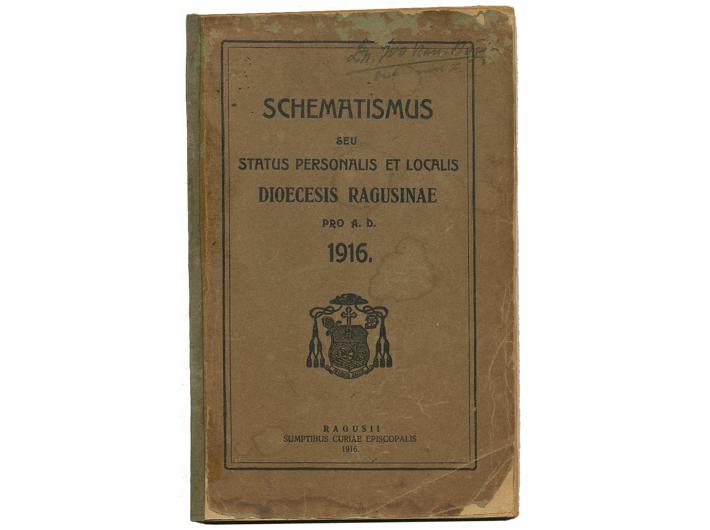 SCHEMATISMUS
SEU
STATUS PERSONALIS ET LOCALIS
DIOECESIS RAGUSINAE
PRO A. D.
1916.
RAGUSII
SUMPTIBUS CURIAE EPISCOPALIS
1916.